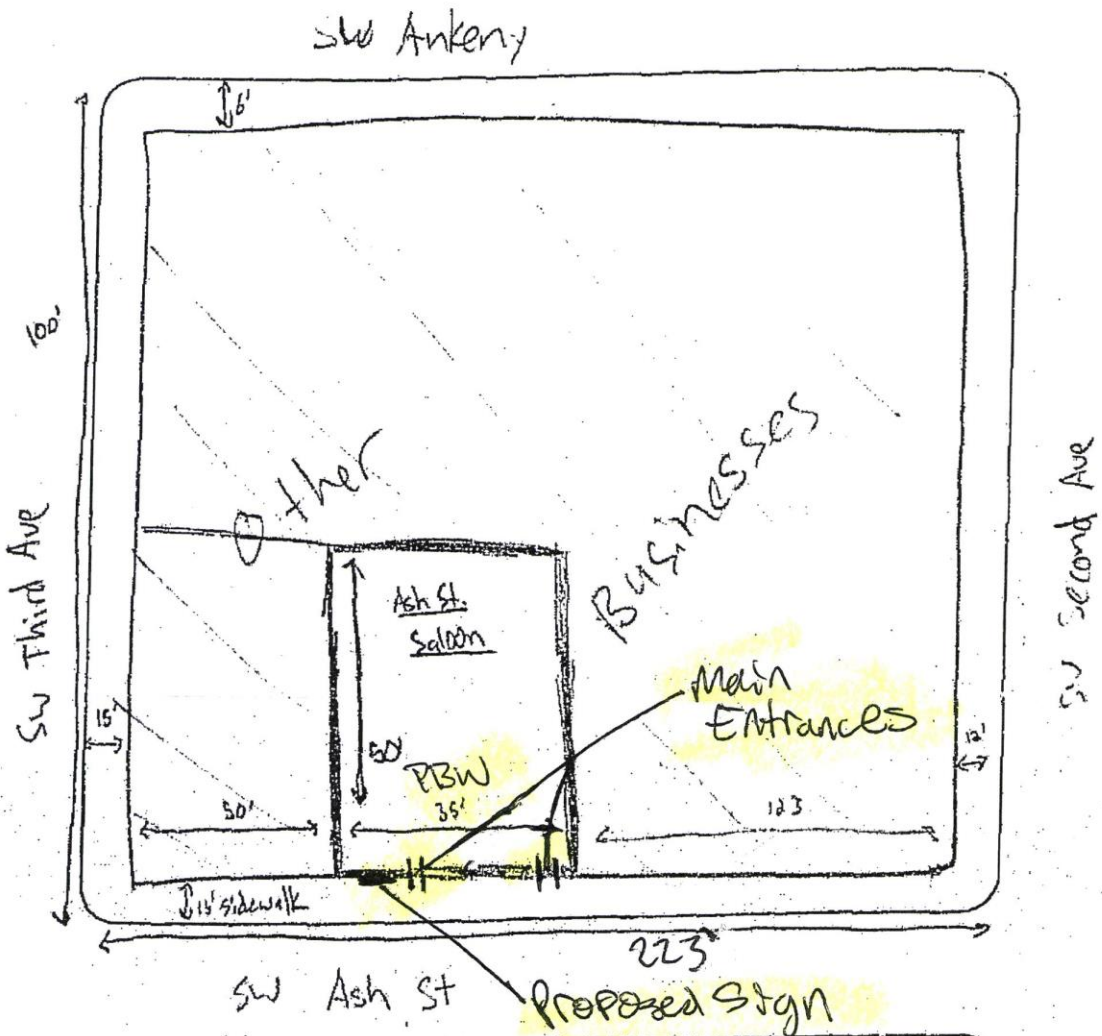 SW Ankeny
6'
100'
Other
Businesses
SW Third Ave
SW Second Ave
Ash St.
Saloon
Main
Entrances
15'
12'
50'
PBW
50'
35'
123
15' sidewalk
223'
SW Ash St
Proposed Sign